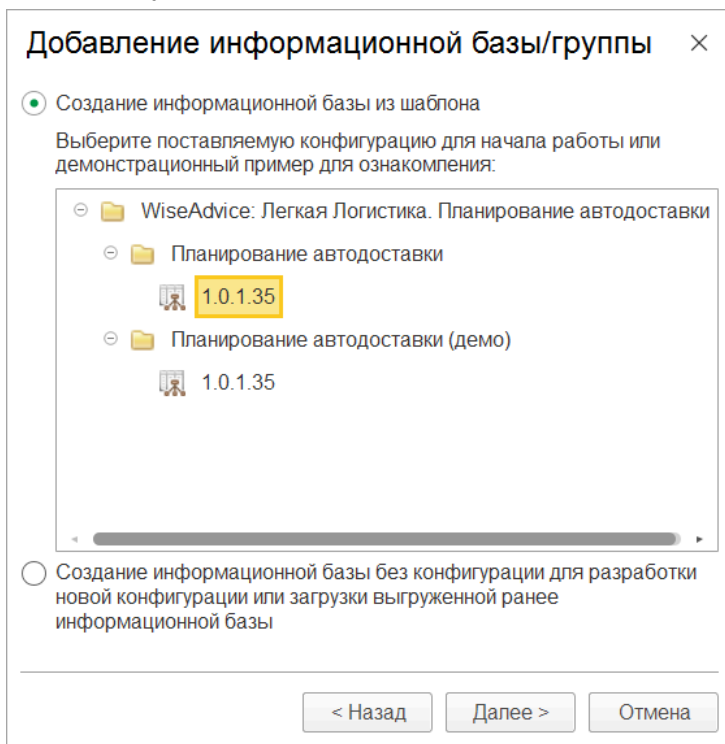 Добавление информационной базы/группы
Создание информационной базы из шаблона
Выберите поставляемую конфигурацию для начала работы или
демонстрационный пример для ознакомления:
WiseAdvice: Легкая Логистика. Планирование автодоставки
Планирование автодоставки
1.0.1.35
Планирование автодоставки (демо)
1.0.1.35
Создание информационной базы без конфигурации для разработки
новой конфигурации или загрузки выгруженной ранее
информационной базы
< Назад
Далее >
Отмена